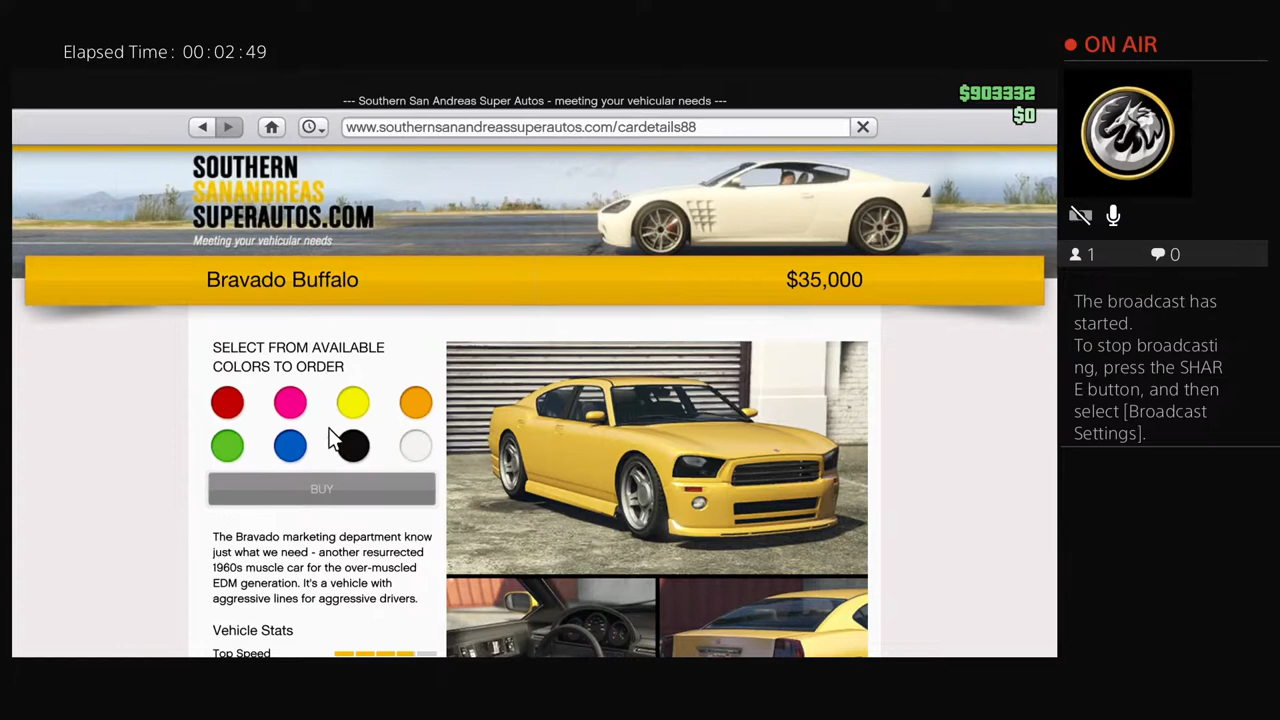 Elapsed Time: 00:02:49
ON AIR
$903332
$0
--- Southern San Andreas Super Autos - meeting your vehicular needs ---
www.southernsanandreassuperautos.com/cardetails88
SOUTHERN
SANANDREAS
SUPERAUTOS.COM
Meeting your vehicular needs
1
0
Bravado Buffalo
$35,000
The broadcast has
started.
To stop broadcasti
ng, press the SHAR
E button, and then
select [Broadcast
Settings].
SELECT FROM AVAILABLE
COLORS TO ORDER
BUY
The Bravado marketing department know
just what we need - another resurrected
1960s muscle car for the over-muscled
EDM generation. It's a vehicle with
aggressive lines for aggressive drivers.
Vehicle Stats
Top Speed